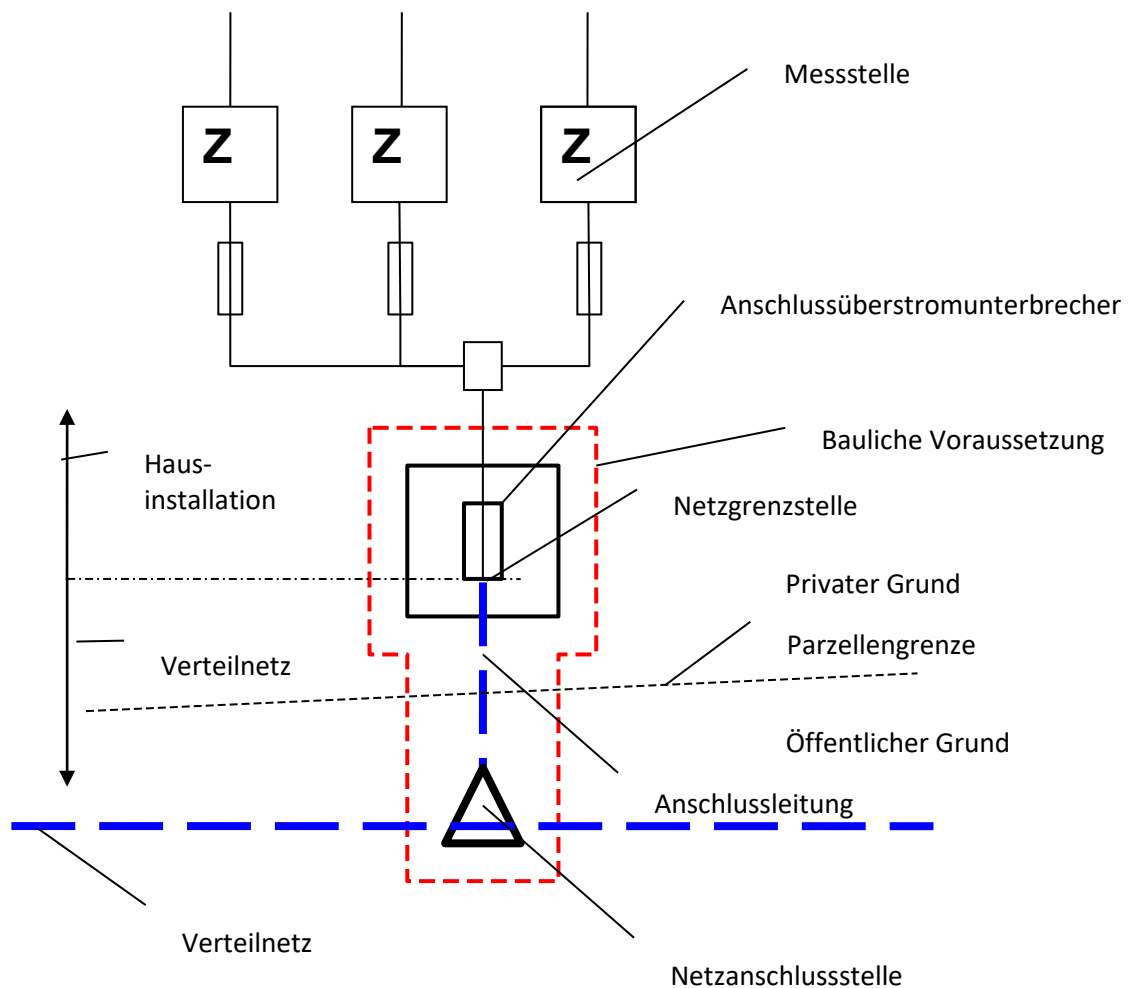 Messstelle
Z Z Z
Anschlussüberstromunterbrecher
Bauliche Voraussetzung
Haus-
installation
Netzgrenzstelle
Privater Grund
Parzellengrenze
Verteilnetz
Öffentlicher Grund
Anschlussleitung
Verteilnetz
Netzanschlussstelle